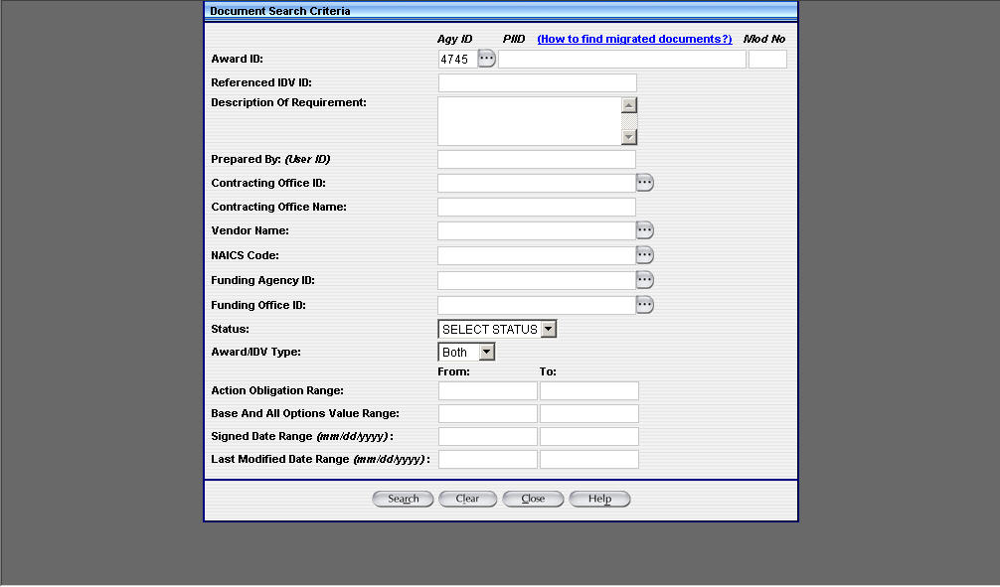 Document Search Criteria
Agy ID PIID (How to find migrated documents?) Mod No
Award ID: 4745 ...
Referenced IDV ID:
Description Of Requirement:
Prepared By: (User ID)
Contracting Office ID: ...
Contracting Office Name:
Vendor Name: ...
NAICS Code: ...
Funding Agency ID: ...
Funding Office ID: ...
Status: SELECT STATUS
Award/IDV Type: Both
From: To:
Action Obligation Range:
Base And All Options Value Range:
Signed Date Range (mm/dd/yyyy) :
Last Modified Date Range (mm/dd/yyyy) :
Search Clear Close Help